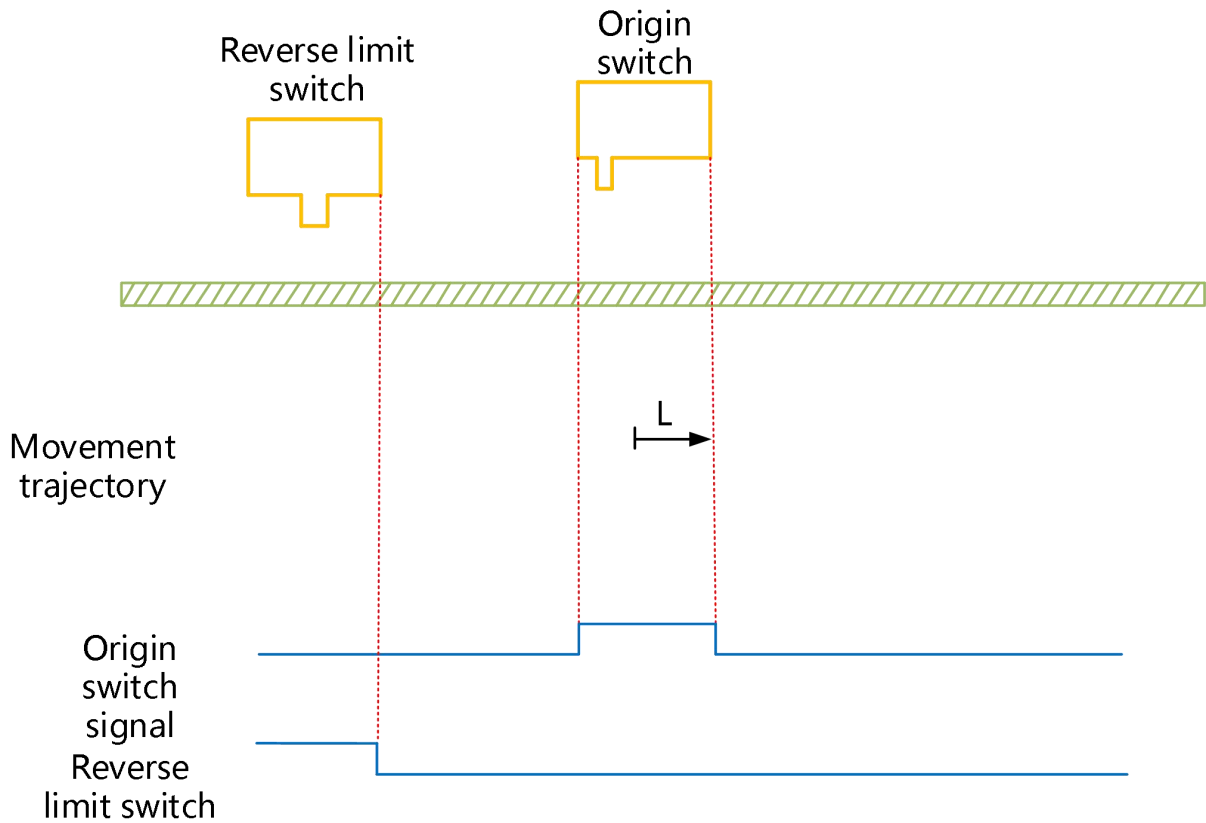 Reverse limit
switch
Origin
switch
L
Movement
trajectory
Origin
switch
signal
Reverse
limit switch